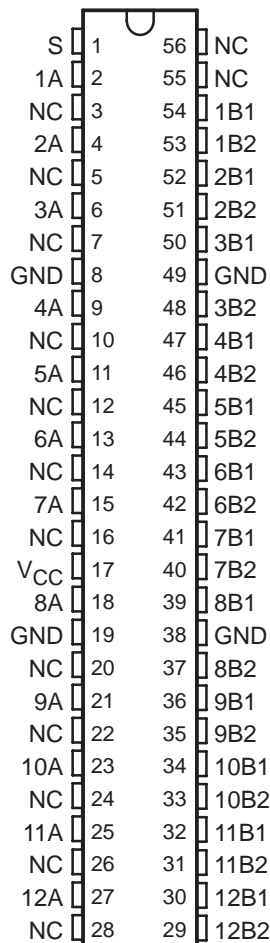 S 1 56 NC
1A 2 55 NC
NC 3 54 1B1
2A 4 53 1B2
NC 5 52 2B1
3A 6 51 2B2
NC 7 50 3B1
GND 8 49 GND
4A 9 48 3B2
NC 10 47 4B1
5A 11 46 4B2
NC 12 45 5B1
6A 13 44 5B2
NC 14 43 6B1
7A 15 42 6B2
NC 16 41 7B1
VCC 17 40 7B2
8A 18 39 8B1
GND 19 38 GND
NC 20 37 8B2
9A 21 36 9B1
NC 22 35 9B2
10A 23 34 10B1
NC 24 33 10B2
11A 25 32 11B1
NC 26 31 11B2
12A 27 30 12B1
NC 28 29 12B2